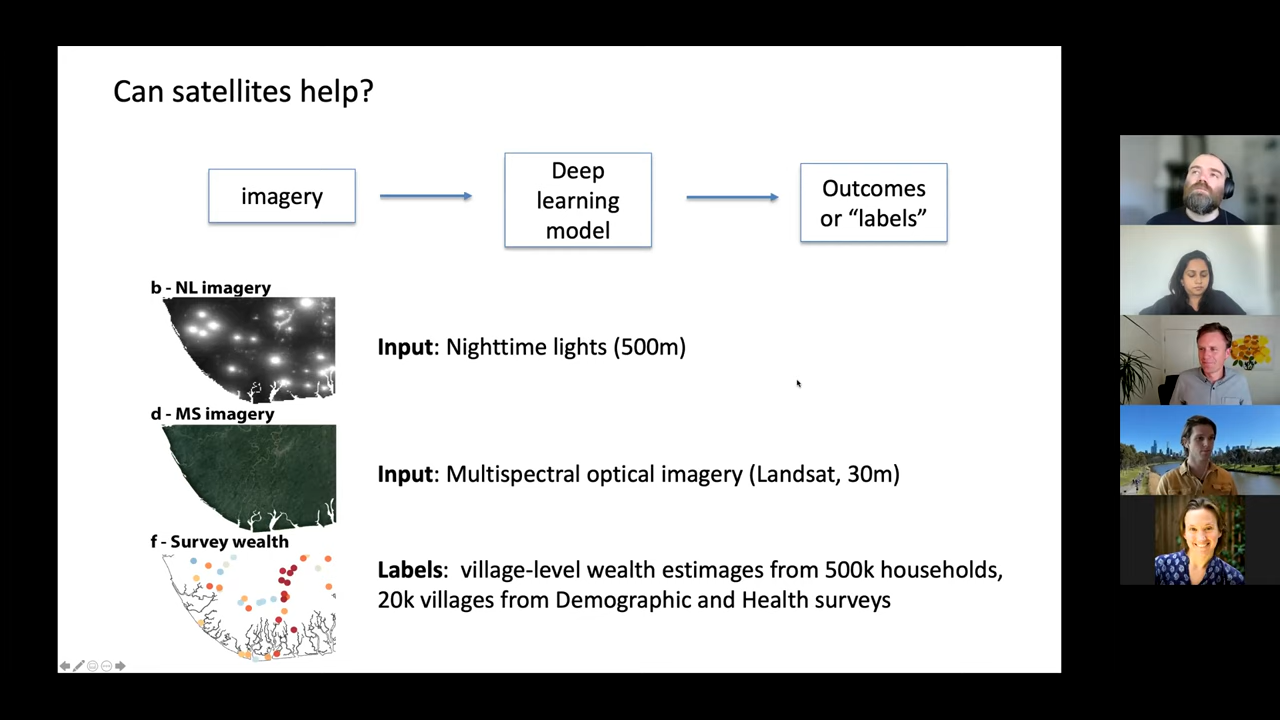 Can satellites help?
imagery
Deep
learning
model
Outcomes
or “labels”
b - NL imagery
Input: Nighttime lights (500m)
d - MS imagery
Input: Multispectral optical imagery (Landsat, 30m)
f - Survey wealth
Labels:  village-level wealth estimages from 500k households,
20k villages from Demographic and Health surveys